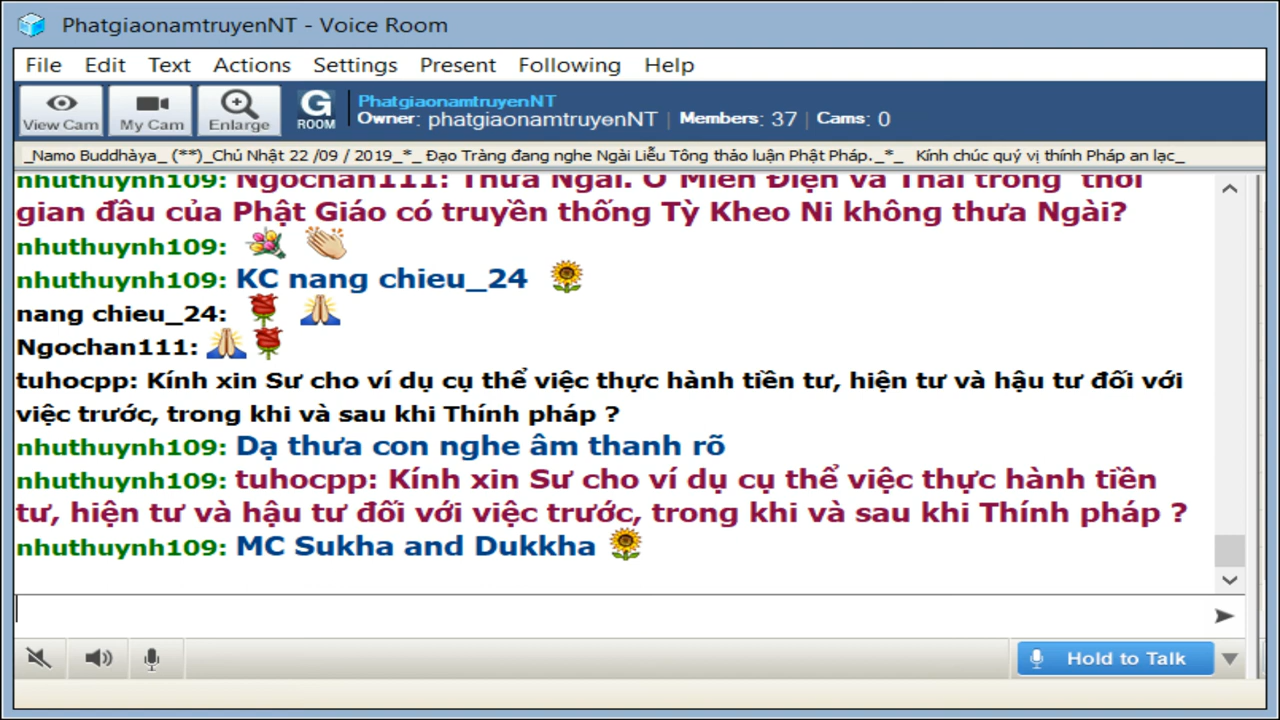 PhatgiaonamtruyenNT - Voice Room
File Edit Text Actions Settings Present Following Help
View Cam My Cam Enlarge G ROOM PhatgiaonamtruyenNT
Owner: phatgiaonamtruyenNT Members: 37 Cams: 0
_Namo Buddhàya_ (**)_Chủ Nhật 22 /09 / 2019_*_ Đạo Tràng đang nghe Ngài Liễu Tông thảo luận Phật Pháp._*_ Kính chúc quý vị thính Pháp an lạc_
nhuthuynh109: Ngochan111: Thưa Ngài. Ở Miến Điện và Thái trong thời
gian đầu của Phật Giáo có truyền thống Tỳ Kheo Ni không thưa Ngài?
nhuthuynh109:
nhuthuynh109: KC nang chieu_24
nang chieu_24:
Ngochan111:
tuhocpp: Kính xin Sư cho ví dụ cụ thể việc thực hành tiền tư, hiện tư và hậu tư đối với
việc trước, trong khi và sau khi Thính pháp ?
nhuthuynh109: Dạ thưa con nghe âm thanh rõ
nhuthuynh109: tuhocpp: Kính xin Sư cho ví dụ cụ thể việc thực hành tiền
tư, hiện tư và hậu tư đối với việc trước, trong khi và sau khi Thính pháp ?
nhuthuynh109: MC Sukha and Dukkha
Hold to Talk